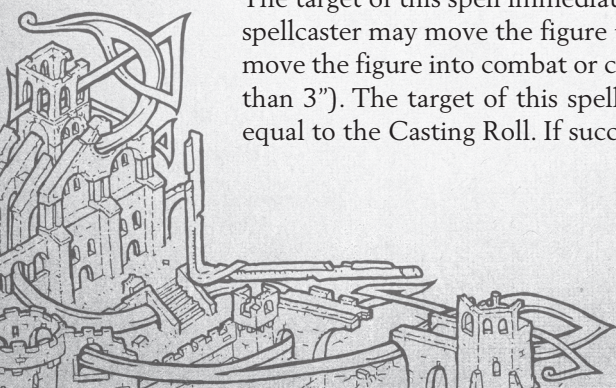 The target of this spell immediat
spellcaster may move the figure
move the figure into combat or c
than 3”). The target of this spel
equal to the Casting Roll. If succ